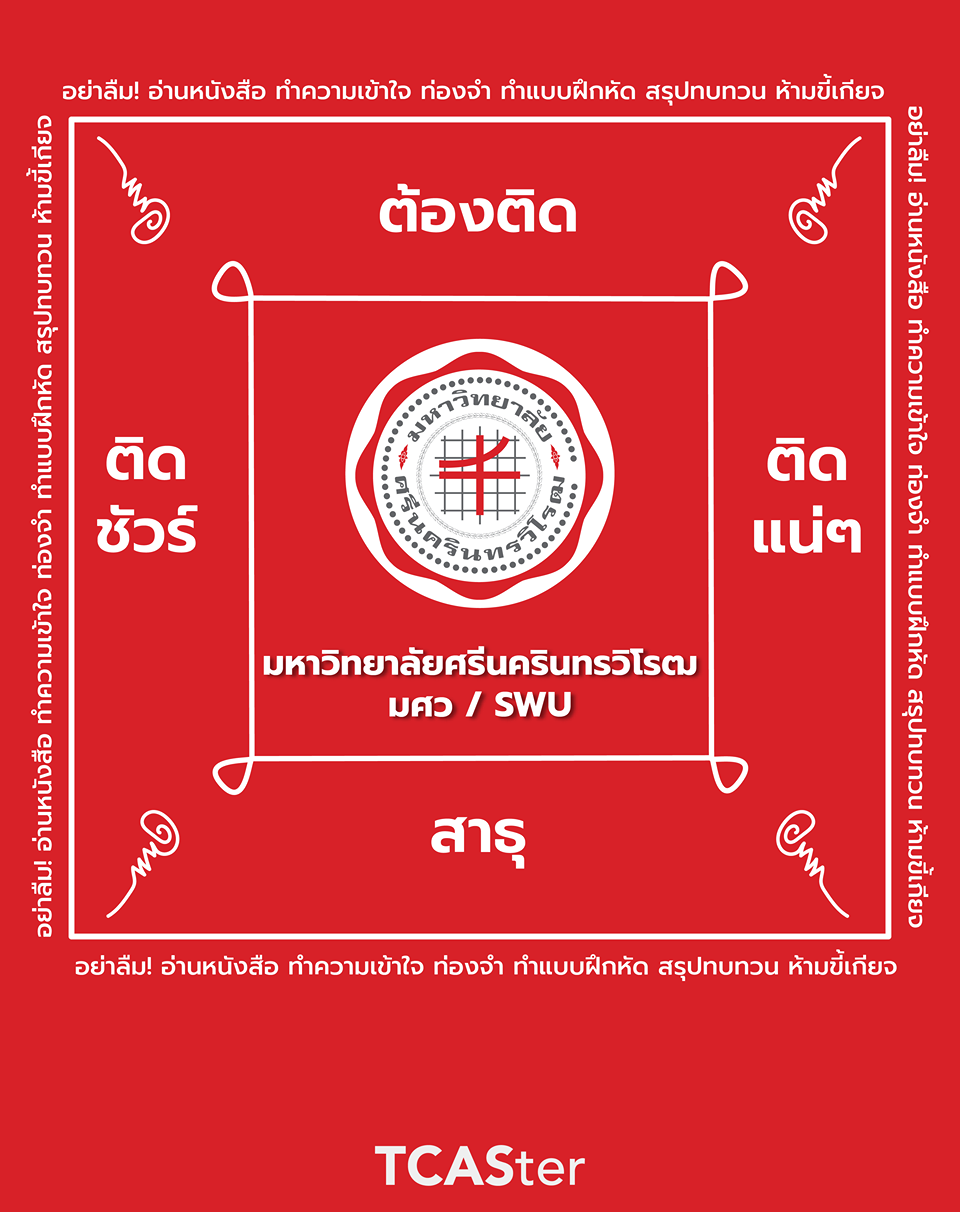 อย่าลืม! อ่านหนังสือ ทำความเข้าใจ ท่องจำ ทำแบบฝึกหัด สรุปทบทวน ห้ามขี้เกียจ
อย่าลืม! อ่านหนังสือ ทำความเข้าใจ ท่องจำ ทำแบบฝึกหัด สรุปทบทวน ห้ามขี้เกียจ
อย่าลืม! อ่านหนังสือ ทำความเข้าใจ ท่องจำ ทำแบบฝึกหัด สรุปทบทวน ห้ามขี้เกียจ
ต้องติด
ติด
ชัวร์
มหาวิทยาลัย
ศรีนครินทรวิโรฒ
ติด
แน่ๆ
มหาวิทยาลัยศรีนครินทรวิโรฒ
มศว / SWU
สาธุ
อย่าลืม! อ่านหนังสือ ทำความเข้าใจ ท่องจำ ทำแบบฝึกหัด สรุปทบทวน ห้ามขี้เกียจ
TCASter